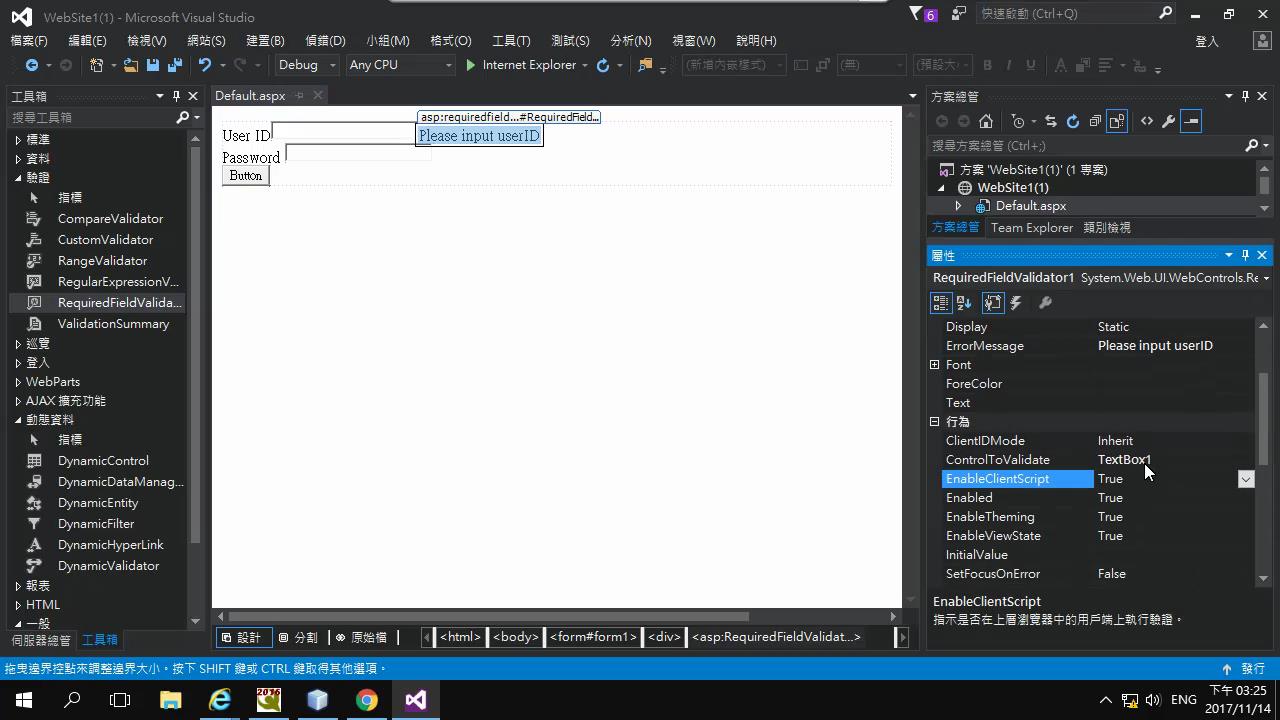 WebSite1(1) - Microsoft Visual Studio
6
快速啟動 (Ctrl+Q)
檔案(F) 編輯(E) 檢視(V) 網站(S) 建置(B) 偵錯(D) 小組(M) 格式(O) 工具(T) 測試(S) 分析(N) 視窗(W) 說明(H) 登入
Debug Any CPU Internet Explorer (新增內嵌樣式) (無) (預設大 B I U A
工具箱
搜尋工具箱
標準
資料
驗證
指標
CompareValidator
CustomValidator
RangeValidator
RegularExpressionV...
RequiredFieldValida...
ValidationSummary
巡覽
登入
WebParts
AJAX 擴充功能
動態資料
指標
DynamicControl
DynamicDataManag...
DynamicEntity
DynamicFilter
DynamicHyperLink
DynamicValidator
報表
HTML
一般
伺服器總管 工具箱
Default.aspx
asp:requiredfield...#RequiredField...
User ID Please input userID
Password
Button
設計 分割 原始檔 <html> <body> <form#form1> <div> <asp:RequiredFieldValidat...>
方案總管
搜尋方案總管 (Ctrl+;)
方案 'WebSite1(1)' (1 專案)
WebSite1(1)
Default.aspx
方案總管 Team Explorer 類別檢視
屬性
RequiredFieldValidator1 System.Web.UI.WebControls.Re
Display Static
ErrorMessage Please input userID
Font
ForeColor
Text
行為
ClientIDMode Inherit
ControlToValidate TextBox1
EnableClientScript True
Enabled True
EnableTheming True
EnableViewState True
InitialValue
SetFocusOnError False
EnableClientScript
指示是否在上層瀏覽器中的用戶端上執行驗證。
拖曳邊界控點來調整邊界大小。按下 SHIFT 鍵或 CTRL 鍵取得其他選項。 發行
2016
ENG
下午 03:25
2017/11/14